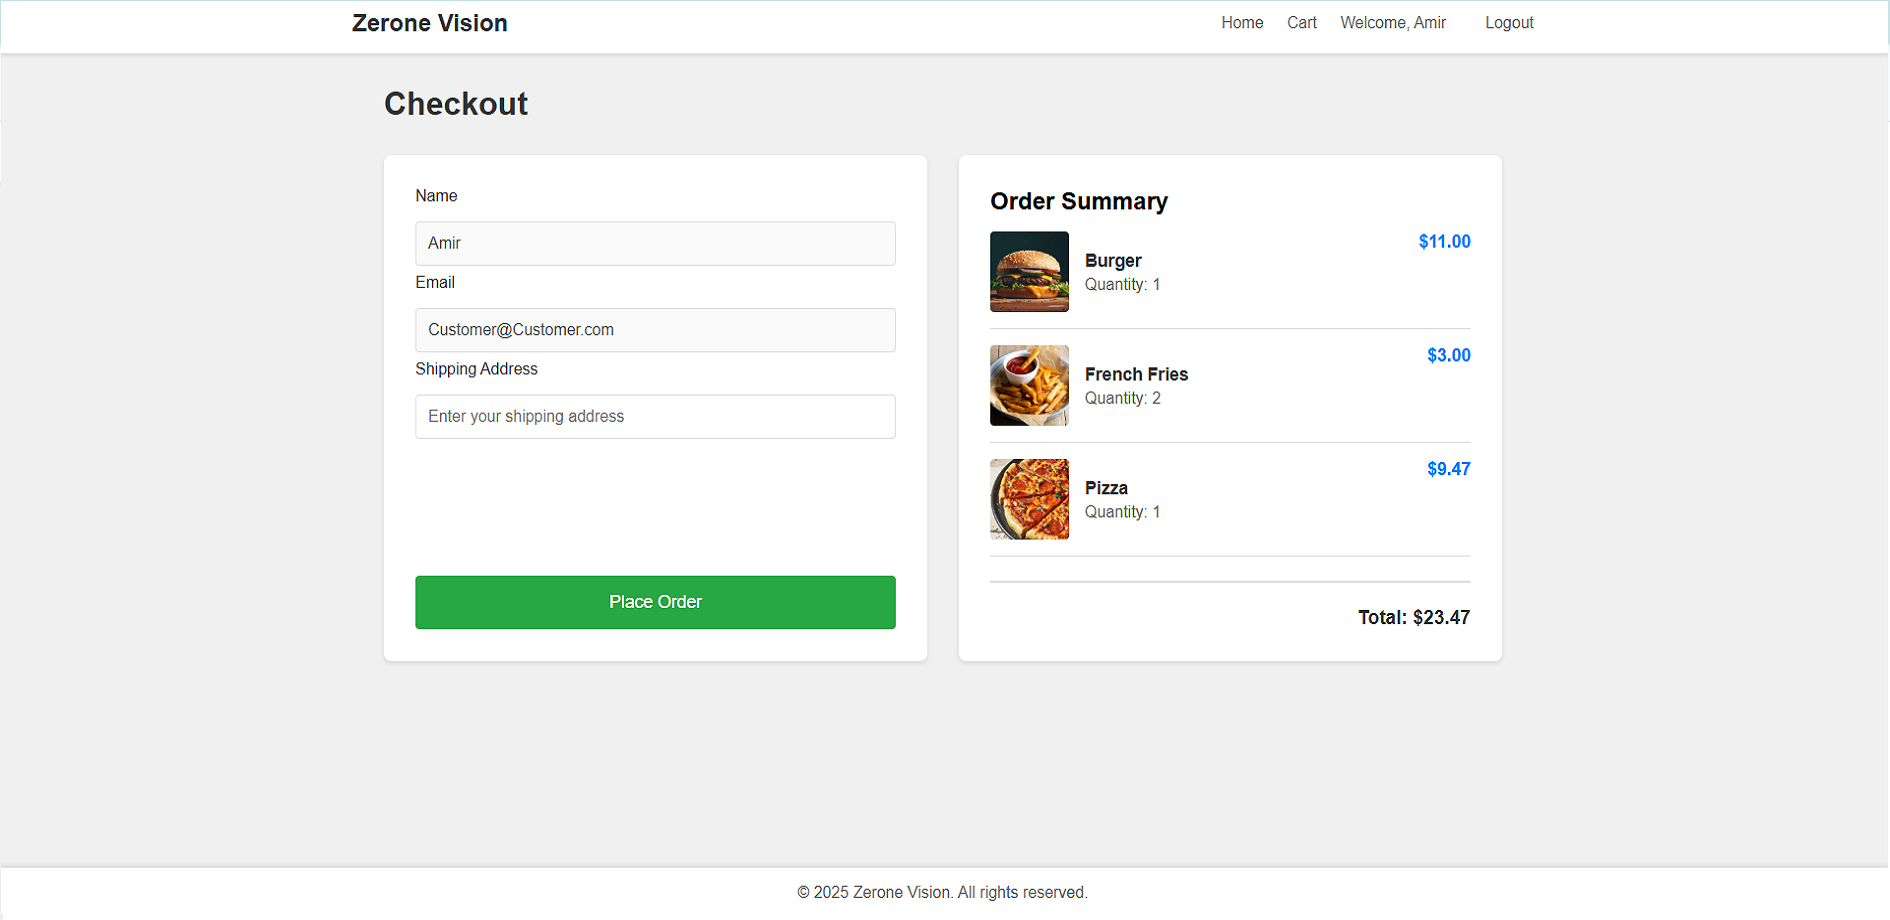 Zerone Vision
Home Cart Welcome, Amir Logout
Checkout
Name
Amir
Email
Customer@Customer.com
Shipping Address
Enter your shipping address
Place Order
Order Summary
$11.00
Burger
Quantity: 1
$3.00
French Fries
Quantity: 2
$9.47
Pizza
Quantity: 1
Total: $23.47
© 2025 Zerone Vision. All rights reserved.